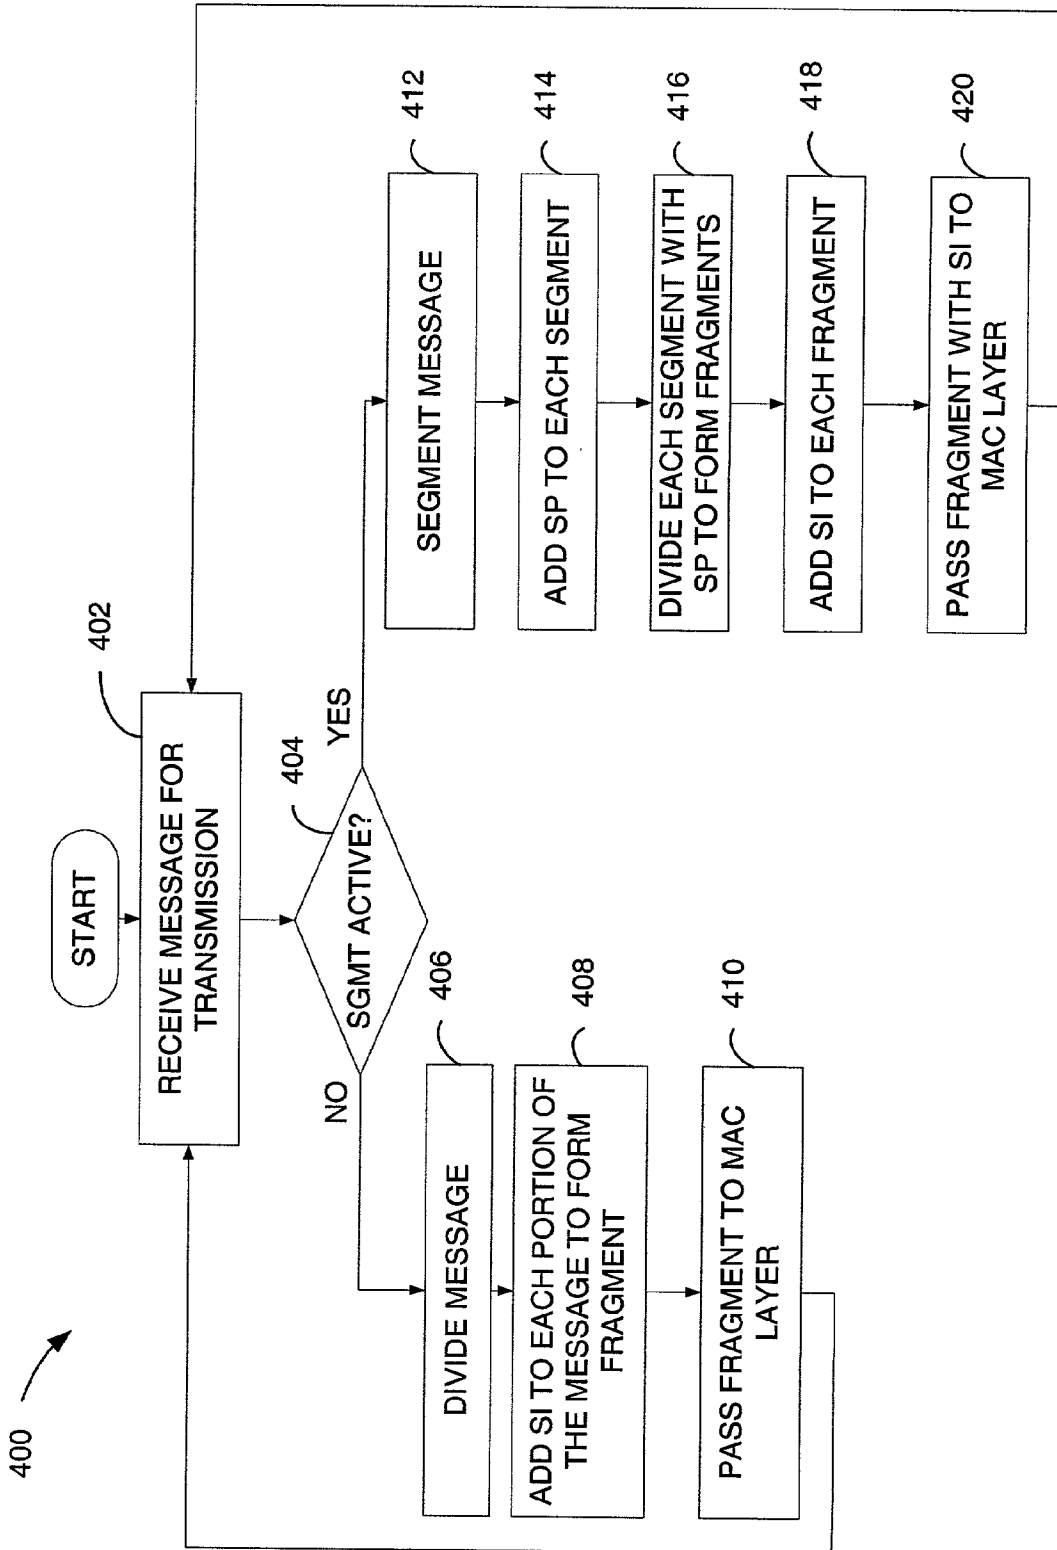 400
START
RECEIVE MESSAGE FOR
TRANSMISSION
402
SGMT ACTIVE?
404
NO
YES
DIVIDE MESSAGE
406
ADD SI TO EACH PORTION OF
THE MESSAGE TO FORM
FRAGMENT
408
PASS FRAGMENT TO MAC
LAYER
410
SEGMENT MESSAGE
412
ADD SP TO EACH SEGMENT
414
DIVIDE EACH SEGMENT WITH
SP TO FORM FRAGMENTS
416
ADD SI TO EACH FRAGMENT
418
PASS FRAGMENT WITH SI TO
MAC LAYER
420